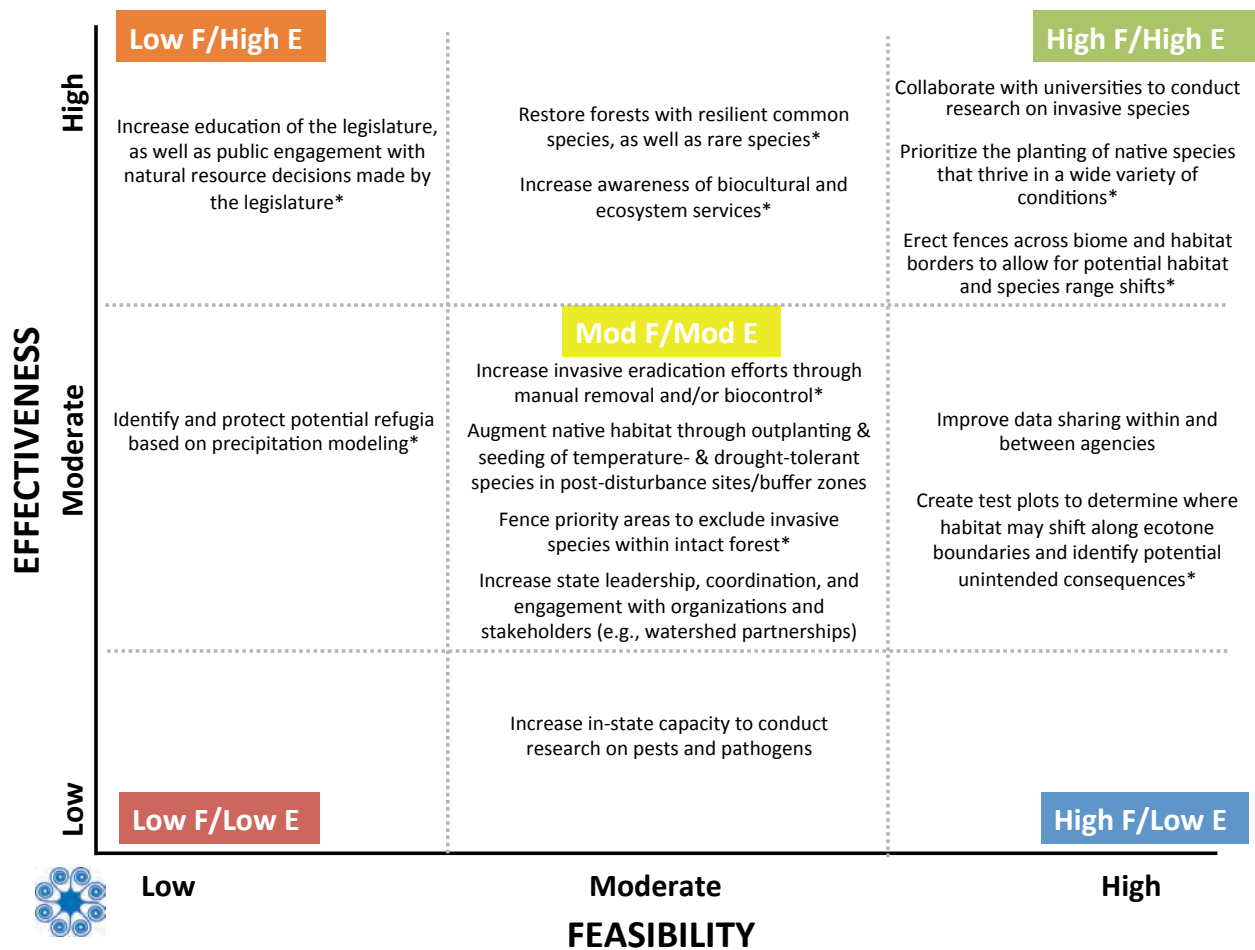 Low F/High E
High F/High E
High
Increase education of the legislature,
as well as public engagement with
natural resource decisions made by
the legislature*
Restore forests with resilient common
species, as well as rare species*
Increase awareness of biocultural and
ecosystem services*
Collaborate with universities to conduct
research on invasive species
Prioritize the planting of native species
that thrive in a wide variety of
conditions*
Erect fences across biome and habitat
borders to allow for potential habitat
and species range shifts*
EFFECTIVENESS
Moderate
Identify and protect potential refugia
based on precipitation modeling*
Mod F/Mod E
Increase invasive eradication efforts through
manual removal and/or biocontrol*
Augment native habitat through outplanting &
seeding of temperature- & drought-tolerant
species in post-disturbance sites/buffer zones
Fence priority areas to exclude invasive
species within intact forest*
Increase state leadership, coordination, and
engagement with organizations and
stakeholders (e.g., watershed partnerships)
Improve data sharing within and
between agencies
Create test plots to determine where
habitat may shift along ecotone
boundaries and identify potential
unintended consequences*
Low
Low F/Low E
Increase in-state capacity to conduct
research on pests and pathogens
High F/Low E
Low
Moderate
High
FEASIBILITY